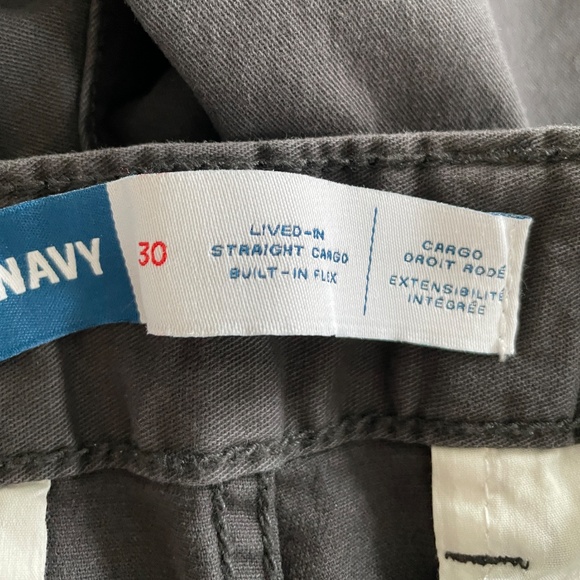 NAVY
30
LIVED-IN
STRAIGHT CARGO
BUILT-IN FLEX
CARGO
DROIT RODÉ
EXTENSIBILITÉ
INTÉGRÉE